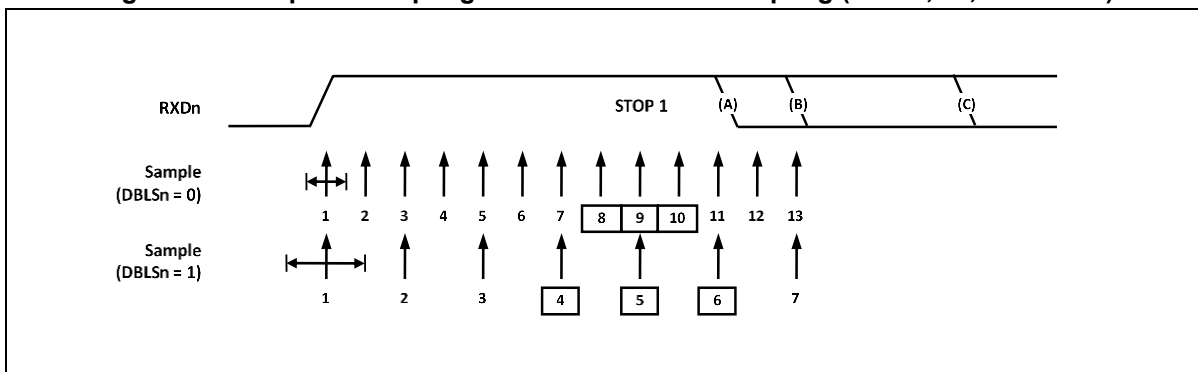 RXDn
STOP 1
(A)
(B)
(C)
Sample
(DBLSn = 0)
1 2 3 4 5 6 7 8 9 10 11 12 13
Sample
(DBLSn = 1)
1 2 3 4 5 6 7